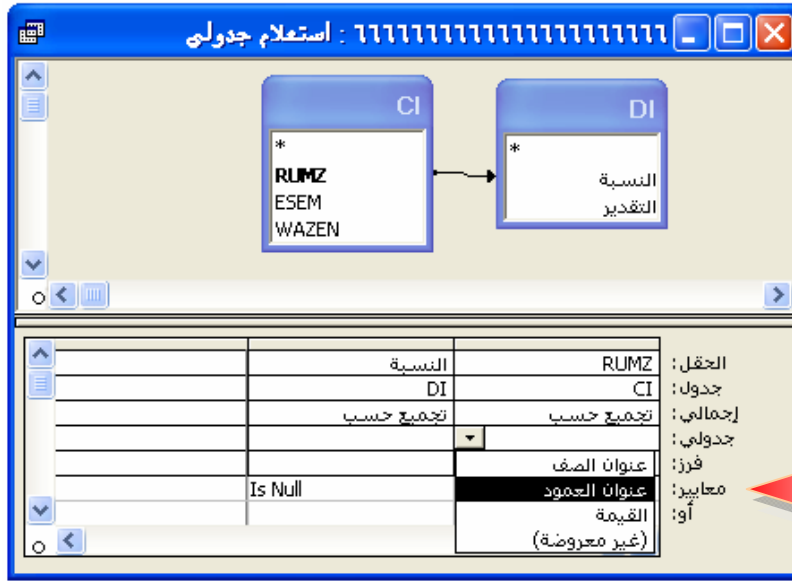 ٦٦٦٦٦٦٦٦٦٦٦٦٦٦٦٦٦٦٦٦٦٦٦ : استعلام جدولي
CI
*
RUMZ
ESEM
WAZEN
DI
*
النسبة
التقدير
الحقل: RUMZ النسبة
جدول: CI DI
إجمالي: تجميع حسب تجميع حسب
جدولي:
فرز: عنوان الصف
معايير: عنوان العمود Is Null
أو: القيمة
(غير معروضة)